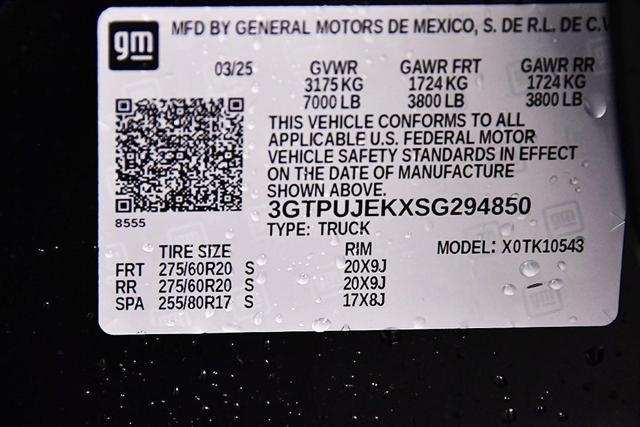 gm
MFD BY GENERAL MOTORS DE MEXICO, S. DE R.L. DE C.V
03/25
GVWR GAWR FRT GAWR RR
3175 KG 1724 KG 1724 KG
7000 LB 3800 LB 3800 LB
THIS VEHICLE CONFORMS TO ALL
APPLICABLE U.S. FEDERAL MOTOR
VEHICLE SAFETY STANDARDS IN EFFECT
ON THE DATE OF MANUFACTURE
SHOWN ABOVE.
8555
3GTPUJEKXSG294850
TYPE: TRUCK
TIRE SIZE RIM MODEL: X0TK10543
FRT 275/60R20 S 20X9J
RR 275/60R20 S 20X9J
SPA 255/80R17 S 17X8J